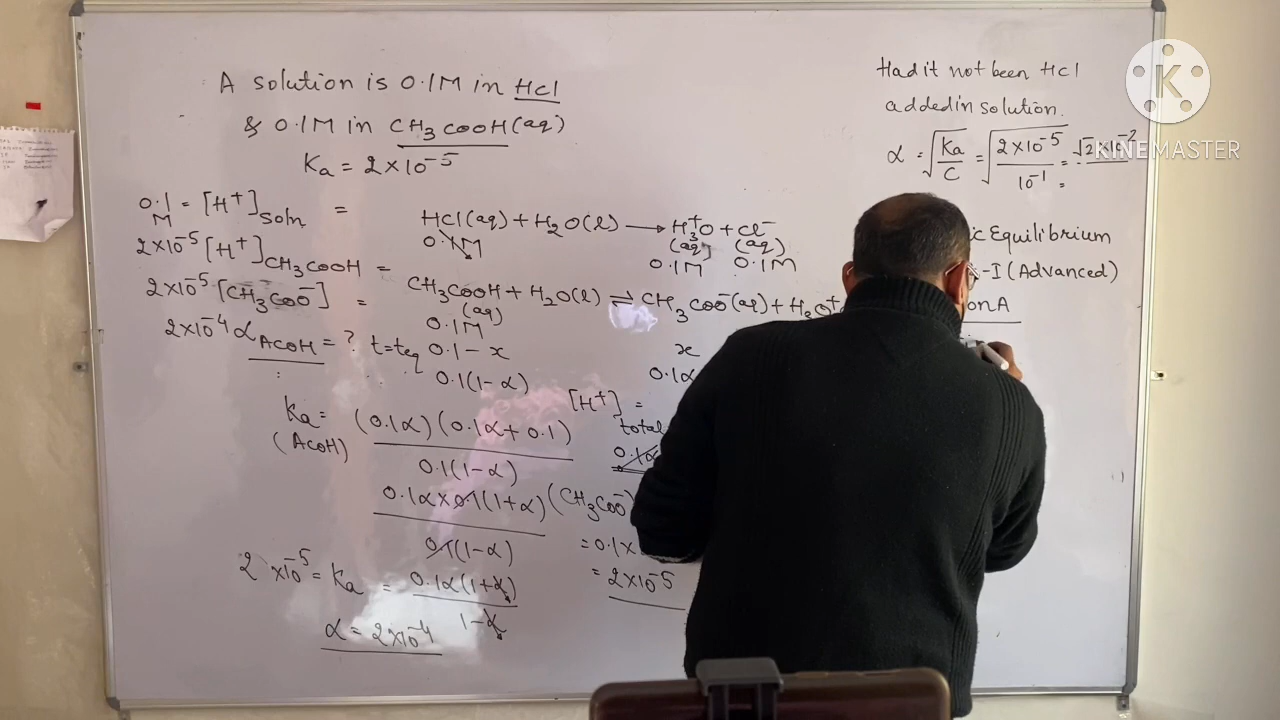 A solution is 0.1M in HCl
& 0.1M in CH₃COOH(aq)
Ka = 2×10⁻⁵
0.1 M = [H⁺]Soln =
2×10⁻⁵ [H⁺]CH₃COOH =
2×10⁻⁵ [CH₃COO⁻] =
2×10⁻⁴ αAcOH = ?
HCl(aq) + H₂O(l) → H₃⁺O + Cl⁻
(aq) (aq)
0.1M 0.1M 0.1M
CH₃COOH + H₂O(l) ⇌ CH₃COO⁻(aq) + H₃O⁺
(aq)
0.1M
t=teq 0.1 − x x
0.1(1−α) 0.1α
Ka = (0.1α)(0.1α + 0.1)
(AcOH)
0.1(1−α)
0.1α×0.1(1+α)
0.1(1−α)
2×10⁻⁵ = Ka = 0.1α(1+α)
1−α
α = 2×10⁻⁴
[H⁺] =
total
0.1α
(CH₃COO⁻)
= 0.1×
= 2×10⁻⁵
Had it not been HCl
added in solution.
α = √Ka/C = √2×10⁻⁵/10⁻¹ = √2×10⁻²
=
Equilibrium
-I (Advanced)
A
KINEMASTER